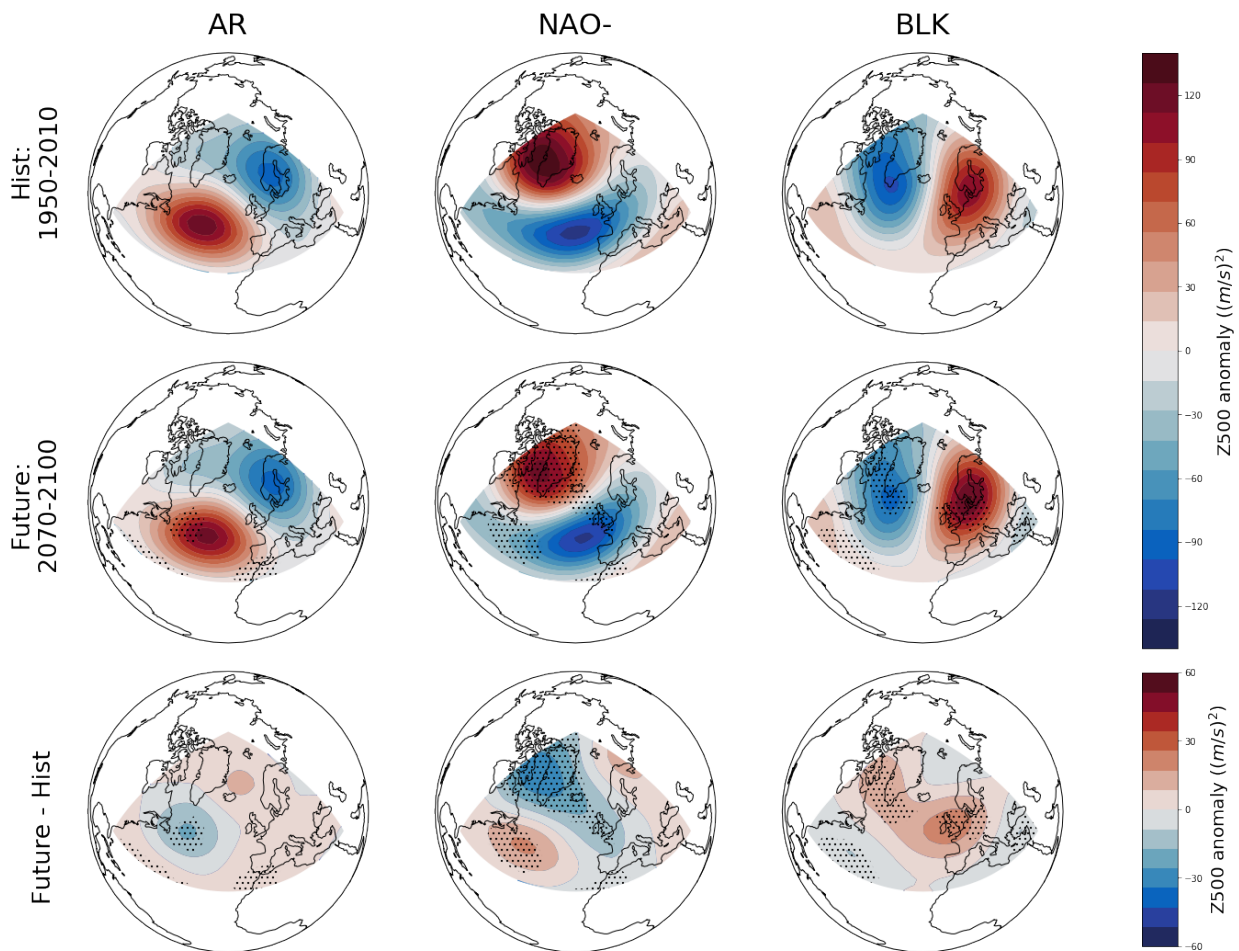 AR
NAO-
BLK
Hist:
1950-2010
120
90
60
30
0
−30
−60
−90
−120
Z500 anomaly ((m/s)²)
Future:
2070-2100
Future - Hist
60
30
0
−30
−60
Z500 anomaly ((m/s)²)